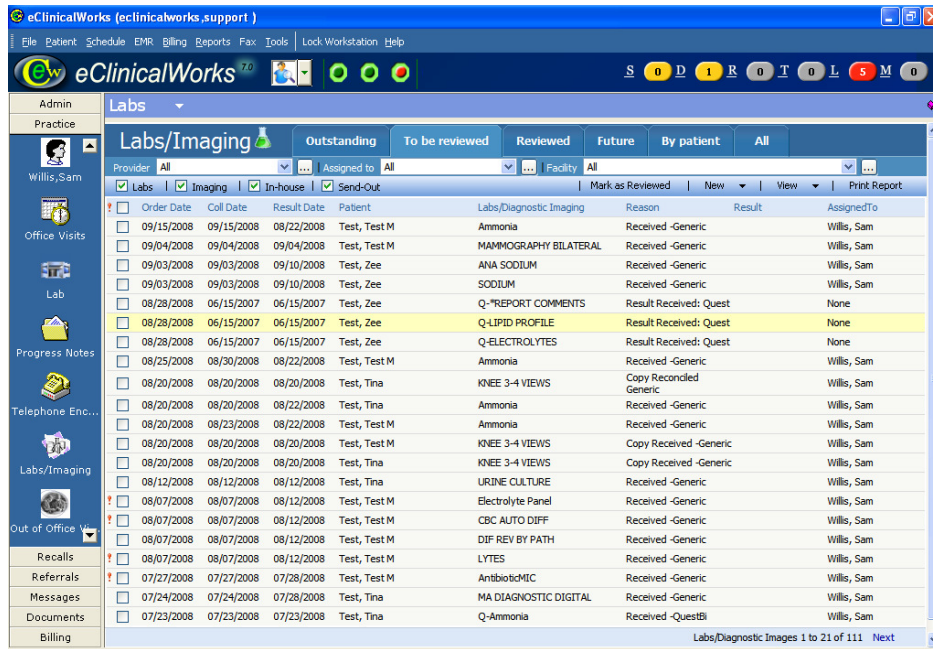 eClinicalWorks (eclinicalworks,support )
File Patient Schedule EMR Billing Reports Fax Tools Lock Workstation Help
eCw eClinicalWorks 7.0 S 0 D 1 R 0 T 0 L 5 M 0
Admin
Practice
Willis,Sam
Office Visits
Lab
Progress Notes
Telephone Enc...
Labs/Imaging
Out of Office
Recalls
Referrals
Messages
Documents
Billing
Labs
Labs/Imaging Outstanding To be reviewed Reviewed Future By patient All
Provider All ... Assigned to All ... Facility All ...
Labs | Imaging | In-house | Send-Out | Mark as Reviewed | New | View | Print Report
! Order Date Coll Date Result Date Patient Labs/Diagnostic Imaging Reason Result AssignedTo
09/15/2008 09/15/2008 08/22/2008 Test, Test M Ammonia Received -Generic Willis, Sam
09/04/2008 09/04/2008 09/04/2008 Test, Test M MAMMOGRAPHY BILATERAL Received -Generic Willis, Sam
09/03/2008 09/03/2008 09/10/2008 Test, Zee ANA SODIUM Received -Generic Willis, Sam
09/03/2008 09/03/2008 09/10/2008 Test, Zee SODIUM Received -Generic Willis, Sam
08/28/2008 06/15/2007 06/15/2007 Test, Zee Q-*REPORT COMMENTS Result Received: Quest None
08/28/2008 06/15/2007 06/15/2007 Test, Zee Q-LIPID PROFILE Result Received: Quest None
08/28/2008 06/15/2007 06/15/2007 Test, Zee Q-ELECTROLYTES Result Received: Quest None
08/25/2008 08/30/2008 08/22/2008 Test, Test M Ammonia Received -Generic Willis, Sam
08/20/2008 08/20/2008 08/20/2008 Test, Tina KNEE 3-4 VIEWS Copy Reconciled Willis, Sam
Generic
08/20/2008 08/20/2008 08/22/2008 Test, Tina Ammonia Received -Generic Willis, Sam
08/20/2008 08/23/2008 08/22/2008 Test, Test M Ammonia Received -Generic Willis, Sam
08/20/2008 08/20/2008 08/20/2008 Test, Tina KNEE 3-4 VIEWS Copy Received -Generic Willis, Sam
08/20/2008 08/20/2008 08/20/2008 Test, Tina KNEE 3-4 VIEWS Copy Received -Generic Willis, Sam
08/12/2008 08/12/2008 08/12/2008 Test, Tina URINE CULTURE Received -Generic Willis, Sam
! 08/07/2008 08/07/2008 08/12/2008 Test, Test M Electrolyte Panel Received -Generic Willis, Sam
! 08/07/2008 08/07/2008 08/12/2008 Test, Test M CBC AUTO DIFF Received -Generic Willis, Sam
08/07/2008 08/07/2008 08/12/2008 Test, Test M DIF REV BY PATH Received -Generic Willis, Sam
! 08/07/2008 08/07/2008 08/12/2008 Test, Test M LYTES Received -Generic Willis, Sam
! 07/27/2008 07/27/2008 07/28/2008 Test, Test M AntibioticMIC Received -Generic Willis, Sam
07/24/2008 07/24/2008 07/28/2008 Test, Tina MA DIAGNOSTIC DIGITAL Received -Generic Willis, Sam
07/23/2008 07/23/2008 07/23/2008 Test, Tina Q-Ammonia Received -QuestBi Willis, Sam
Labs/Diagnostic Images 1 to 21 of 111 Next